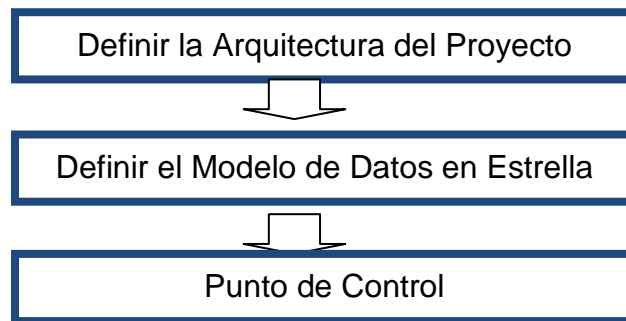 Definir la Arquitectura del Proyecto
Definir el Modelo de Datos en Estrella
Punto de Control